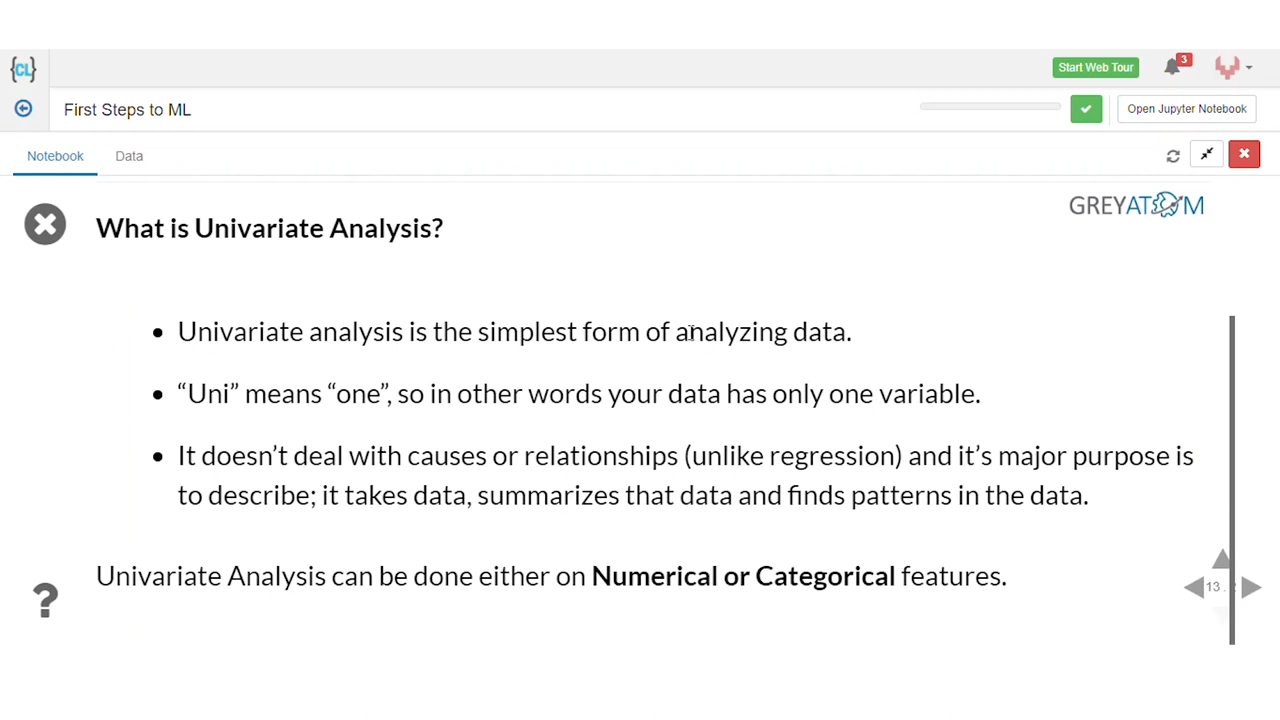 {CL}
Start Web Tour
3
First Steps to ML
Open Jupyter Notebook
Notebook
Data
GREYATOM
What is Univariate Analysis?
• Univariate analysis is the simplest form of analyzing data.
• “Uni” means “one”, so in other words your data has only one variable.
• It doesn’t deal with causes or relationships (unlike regression) and it’s major purpose is
to describe; it takes data, summarizes that data and finds patterns in the data.
Univariate Analysis can be done either on Numerical or Categorical features.
?
13 .